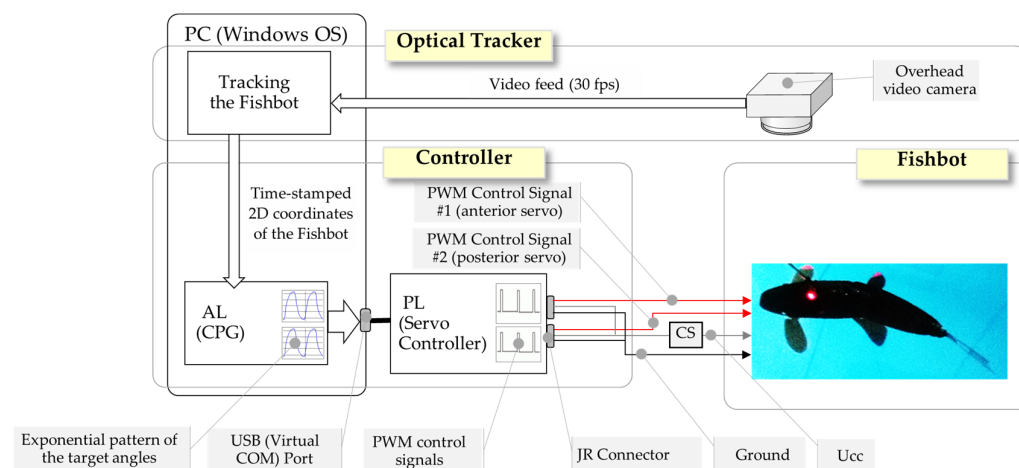 PC (Windows OS)
Optical Tracker
Tracking
the Fishbot
Video feed (30 fps)
Overhead
video camera
Controller
Fishbot
Time-stamped
2D coordinates
of the Fishbot
PWM Control Signal
#1 (anterior servo)
PWM Control Signal
#2 (posterior servo)
AL
(CPG)
PL
(Servo
Controller)
CS
Exponential pattern of
the target angles
USB (Virtual
COM) Port
PWM control
signals
JR Connector
Ground
Ucc